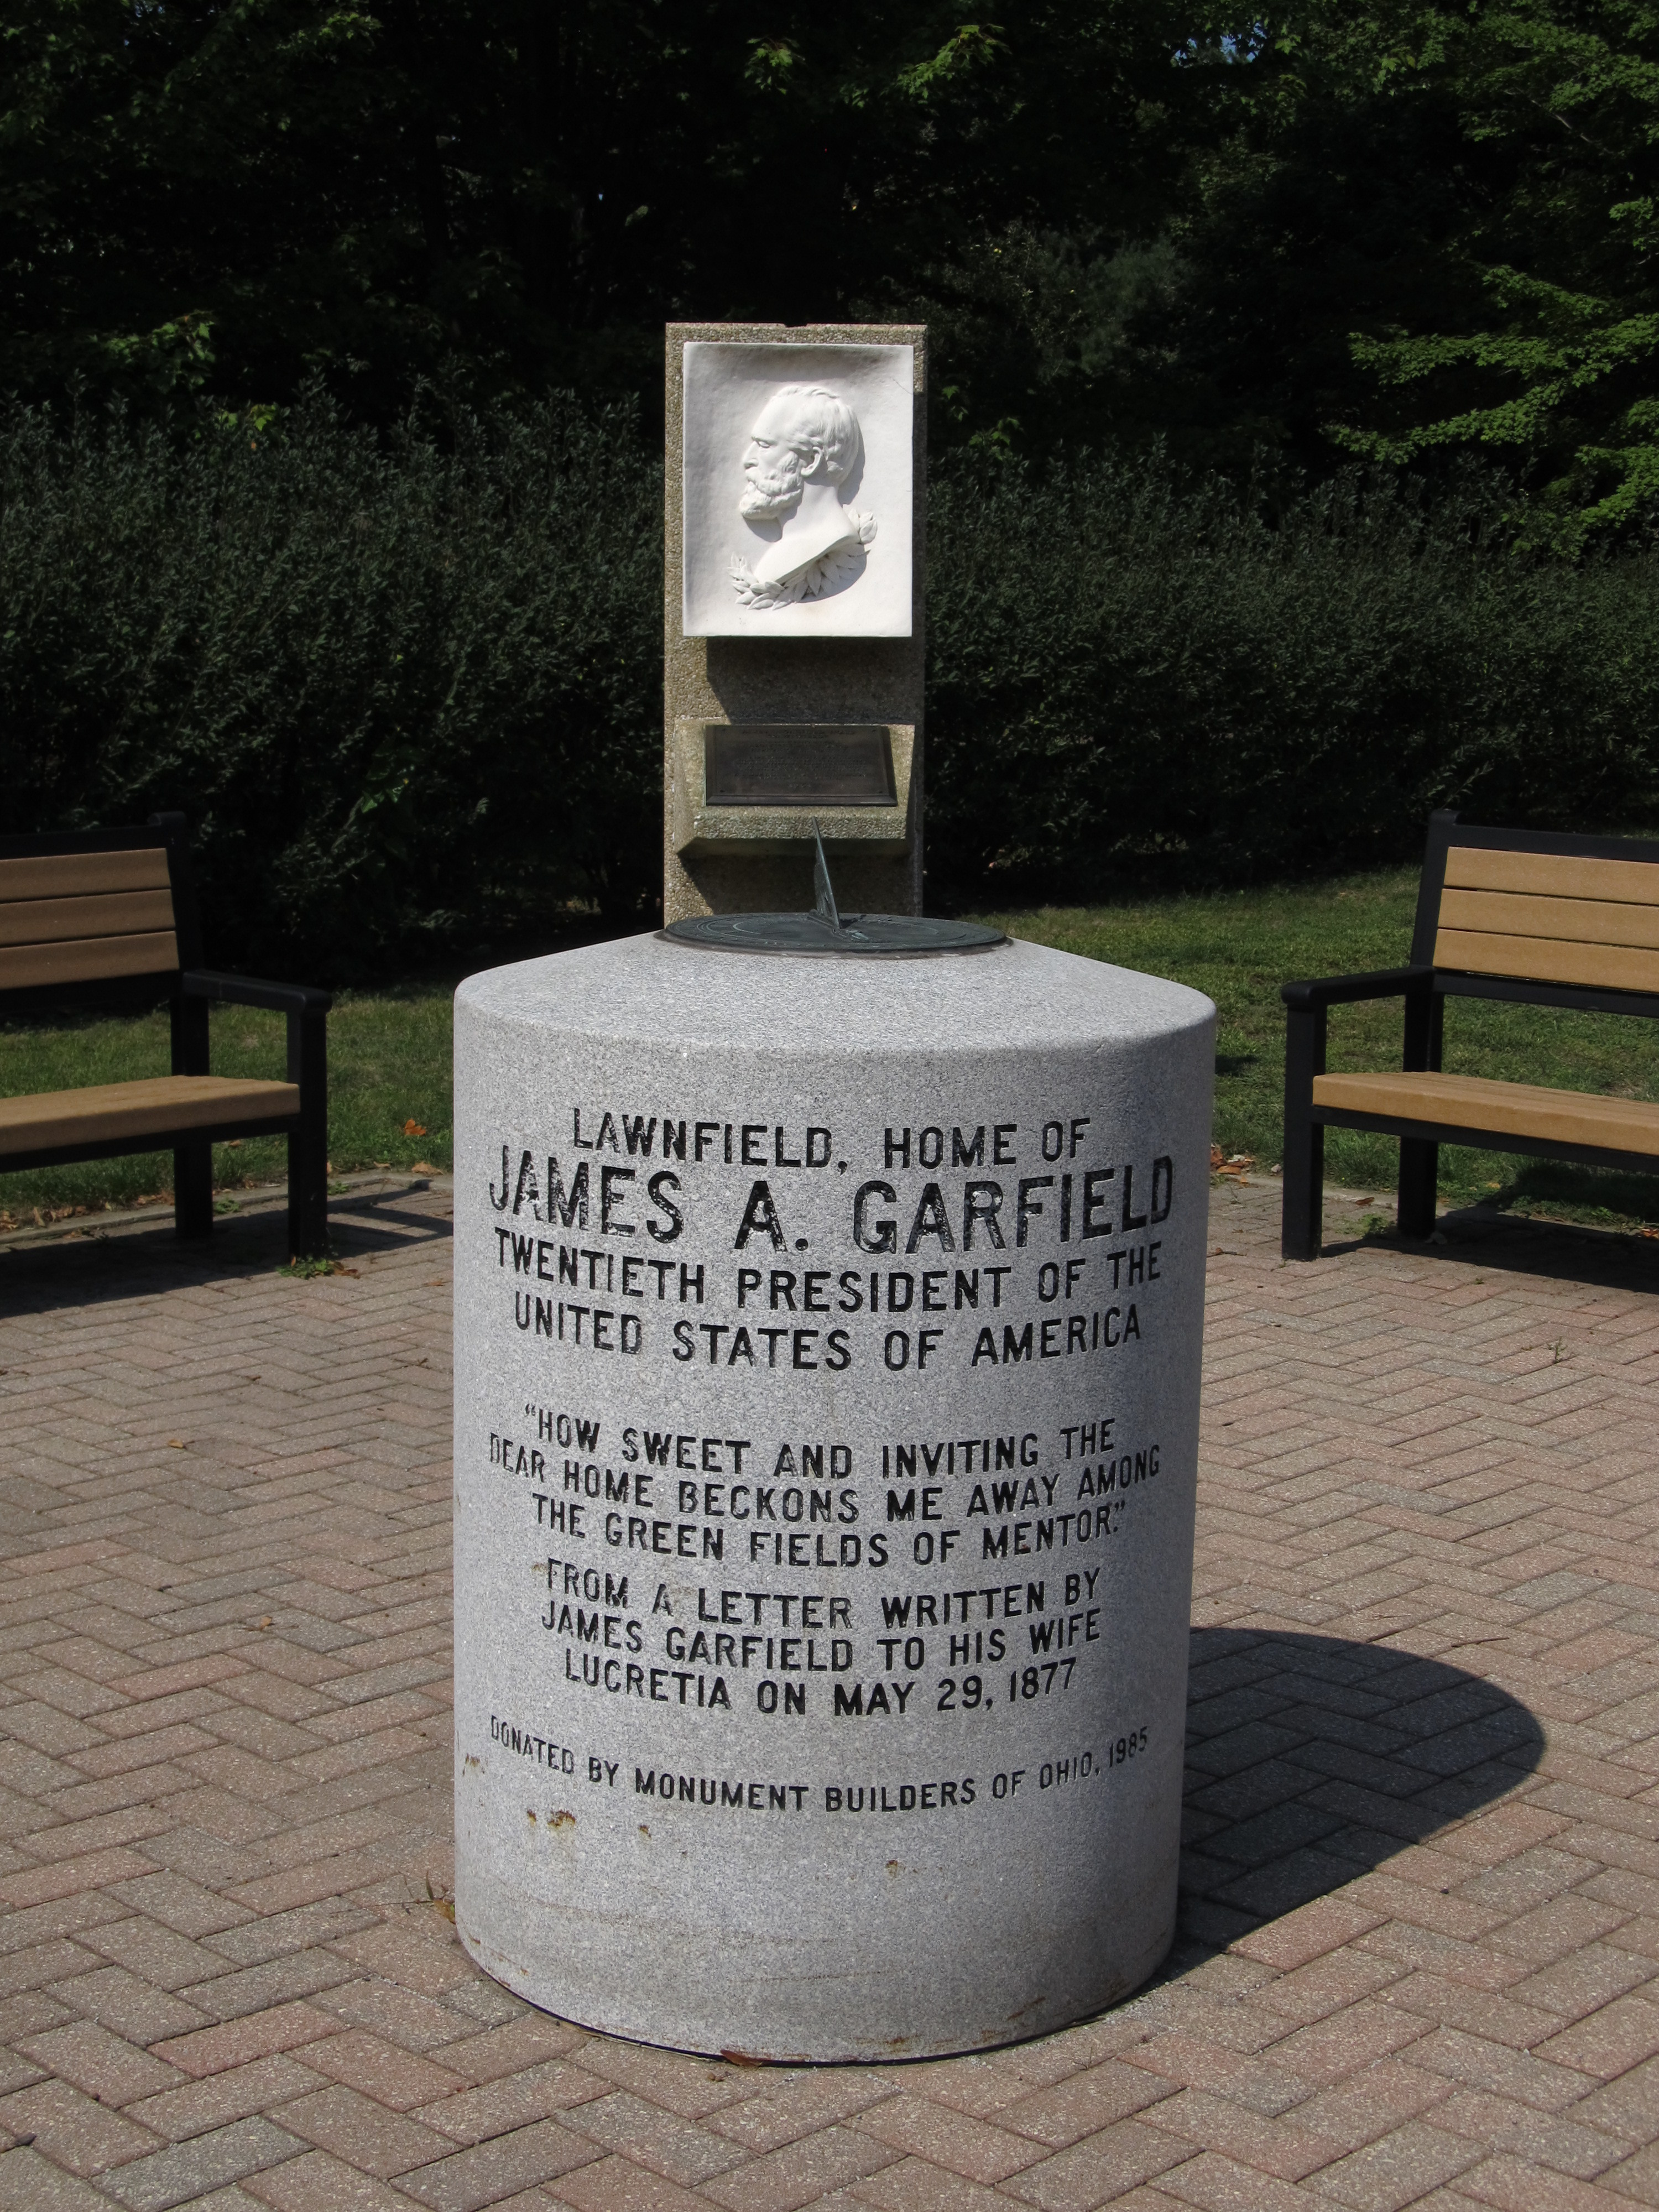 LAWNFIELD, HOME OF
JAMES A. GARFIELD
TWENTIETH PRESIDENT OF THE
UNITED STATES OF AMERICA
"HOW SWEET AND INVITING THE
DEAR HOME BECKONS ME AWAY AMONG
THE GREEN FIELDS OF MENTOR."
FROM A LETTER WRITTEN BY
JAMES GARFIELD TO HIS WIFE
LUCRETIA ON MAY 29, 1877
DONATED BY MONUMENT BUILDERS OF OHIO, 1985